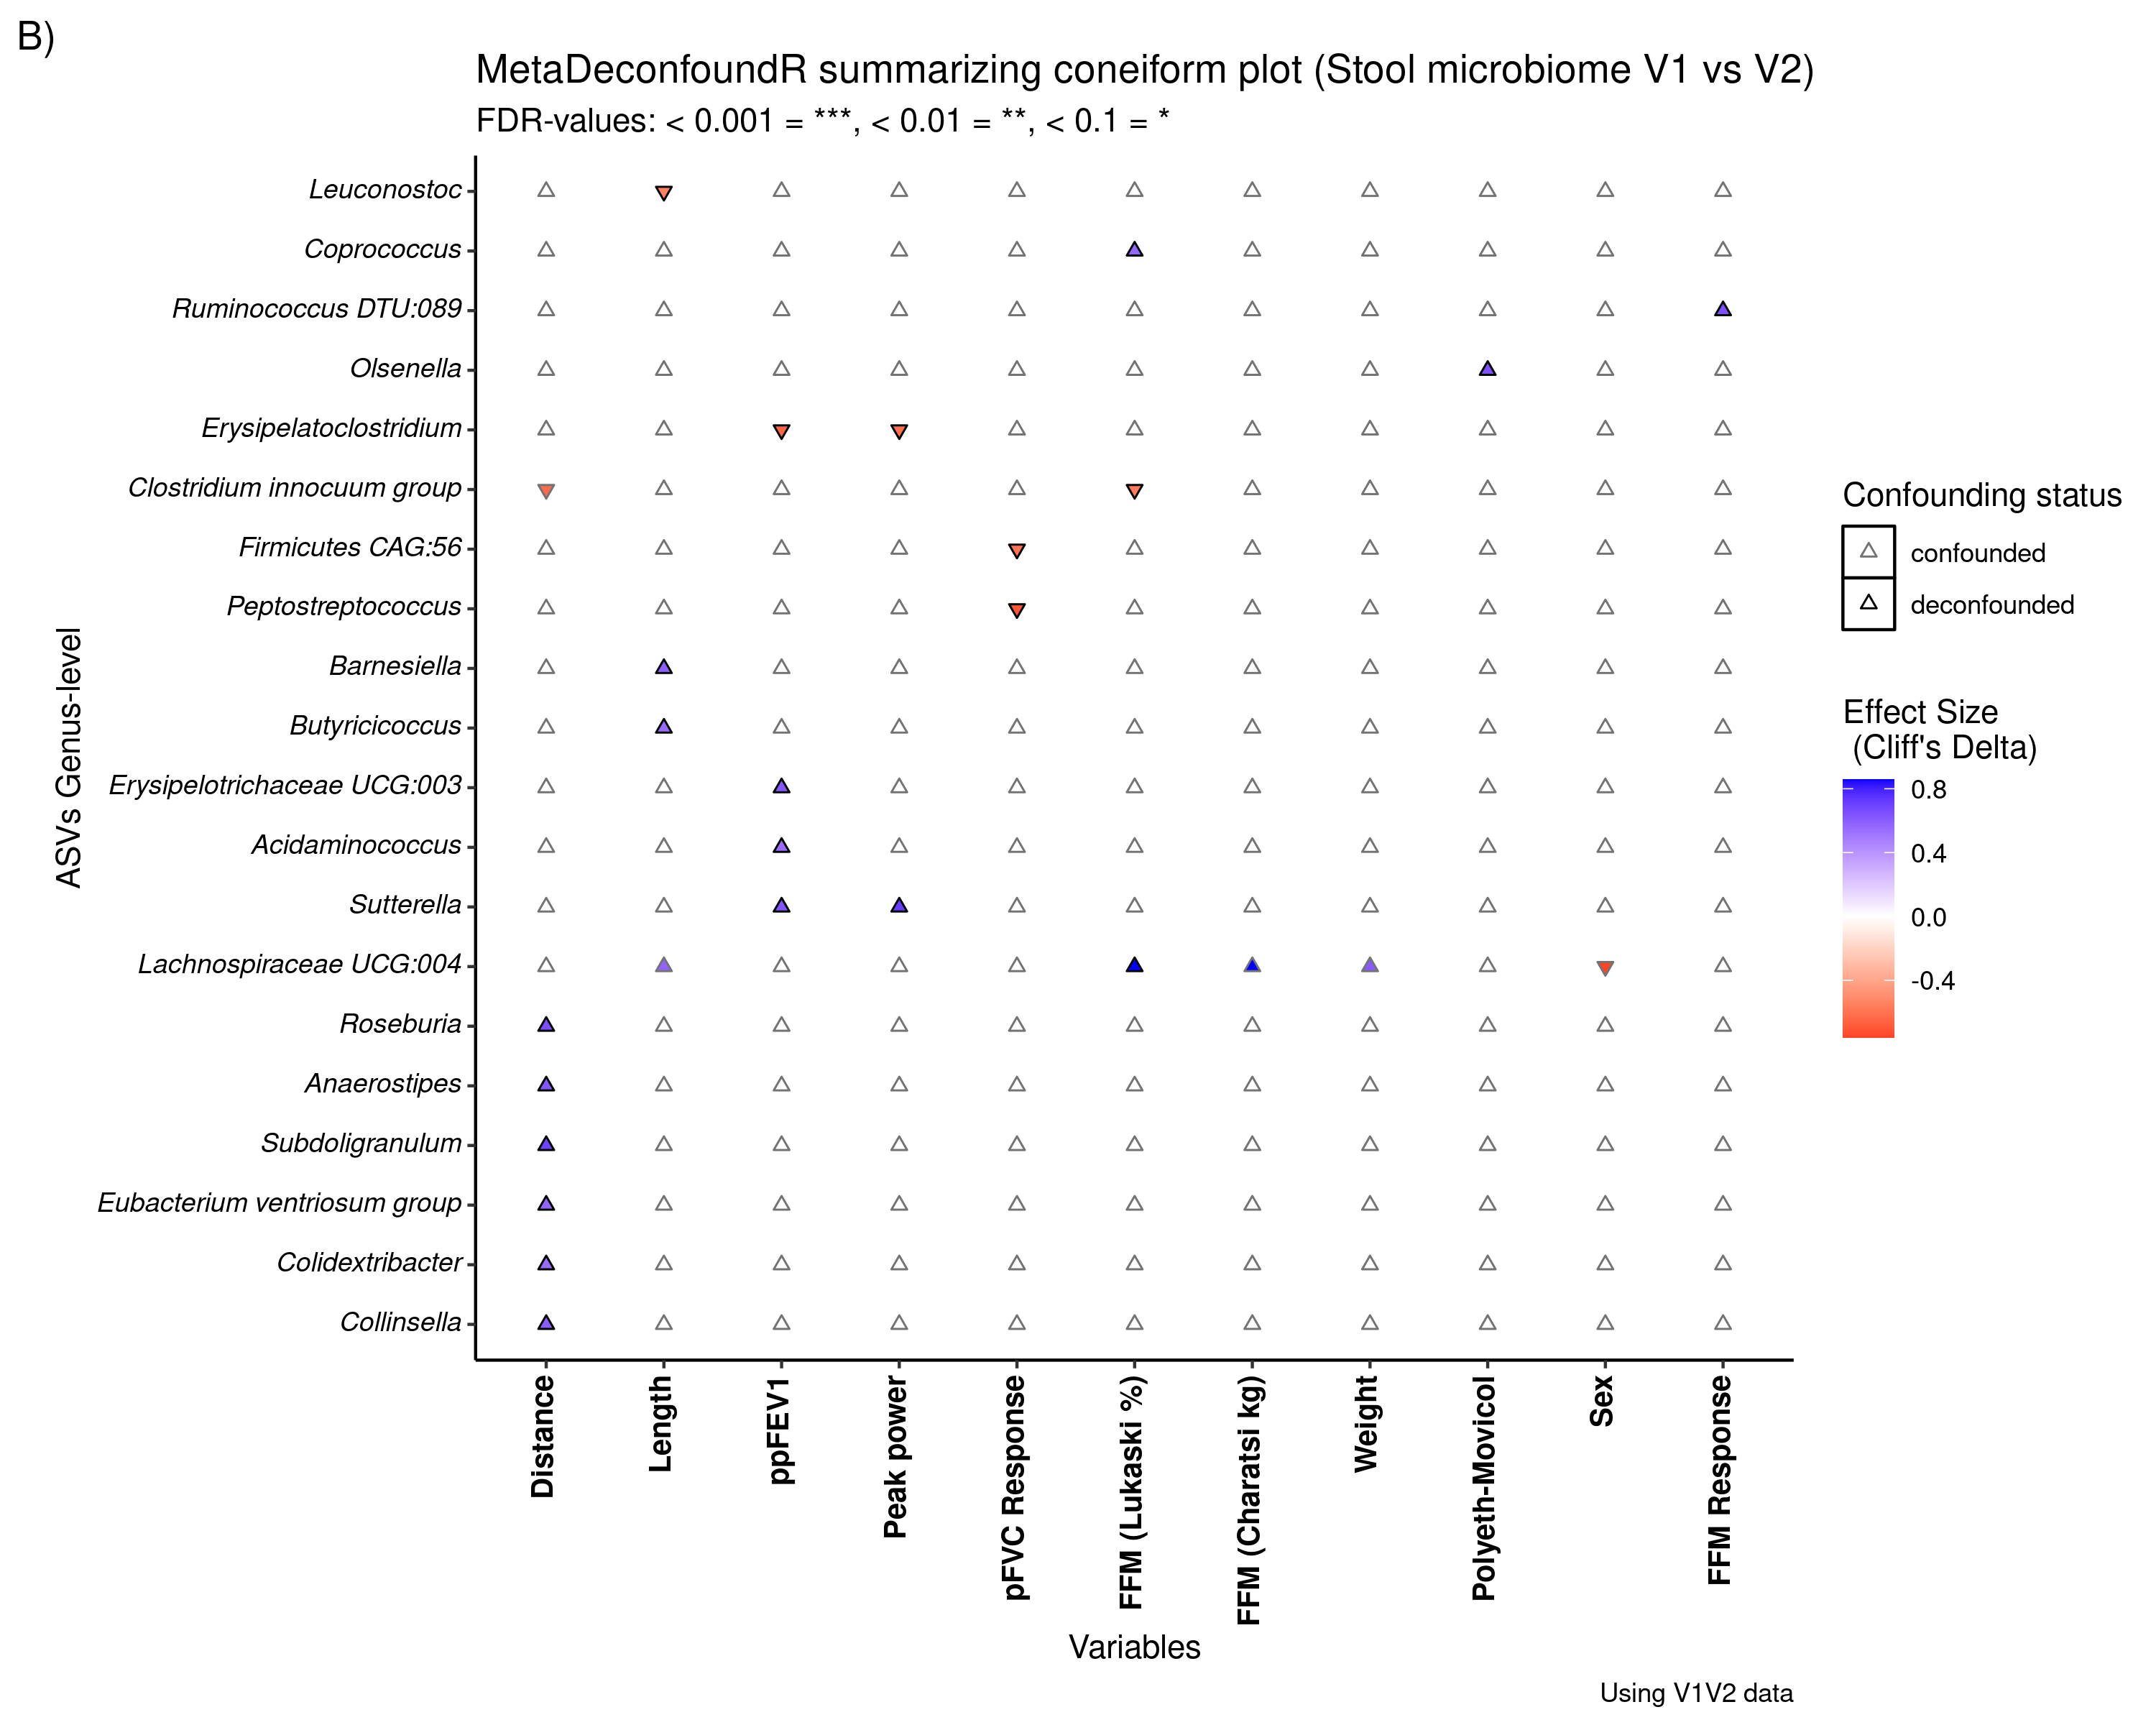 B)
MetaDeconfoundR summarizing coneiform plot (Stool microbiome V1 vs V2)
FDR-values: < 0.001 = ***, < 0.01 = **, < 0.1 = *
Leuconostoc
Coprococcus
Ruminococcus DTU:089
Olsenella
Erysipelatoclostridium
Clostridium innocuum group
Firmicutes CAG:56
Peptostreptococcus
Barnesiella
Butyricicoccus
Erysipelotrichaceae UCG:003
Acidaminococcus
Sutterella
Lachnospiraceae UCG:004
Roseburia
Anaerostipes
Subdoligranulum
Eubacterium ventriosum group
Colidextribacter
Collinsella
ASVs Genus-level
Distance
Length
ppFEV1
Peak power
pFVC Response
FFM (Lukaski %)
FFM (Charatsi kg)
Weight
Polyeth-Movicol
Sex
FFM Response
Variables
Confounding status
confounded
deconfounded
Effect Size
(Cliff's Delta)
0.8
0.4
0.0
-0.4
Using V1V2 data